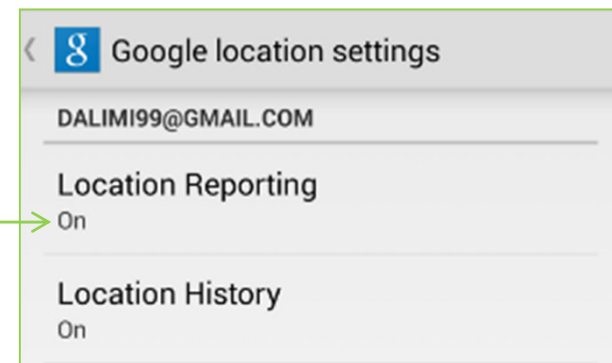 Google location settings
DALIMI99@GMAIL.COM
Location Reporting
On
Location History
On